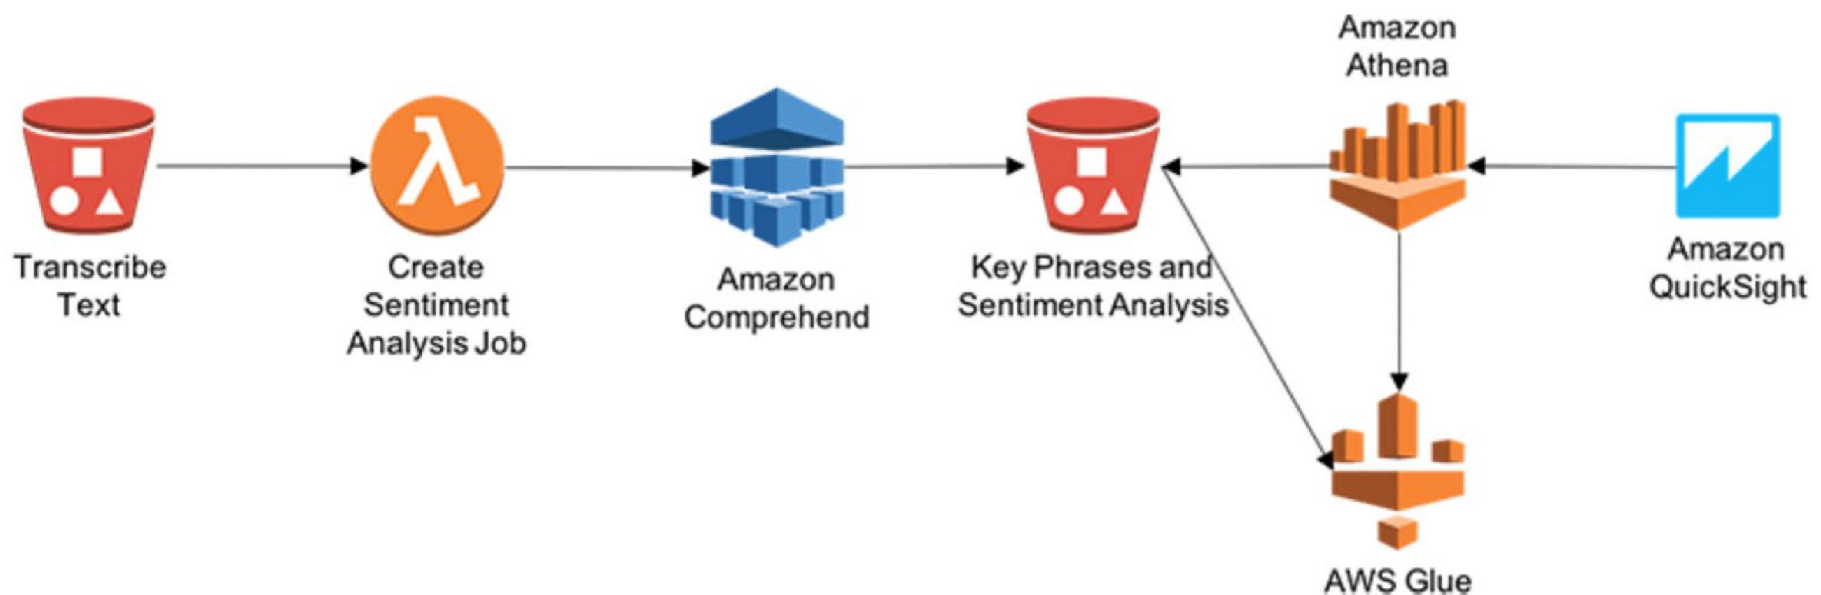 Transcribe
Text
Create
Sentiment
Analysis Job
Amazon
Comprehend
Key Phrases and
Sentiment Analysis
Amazon
Athena
Amazon
QuickSight
AWS Glue